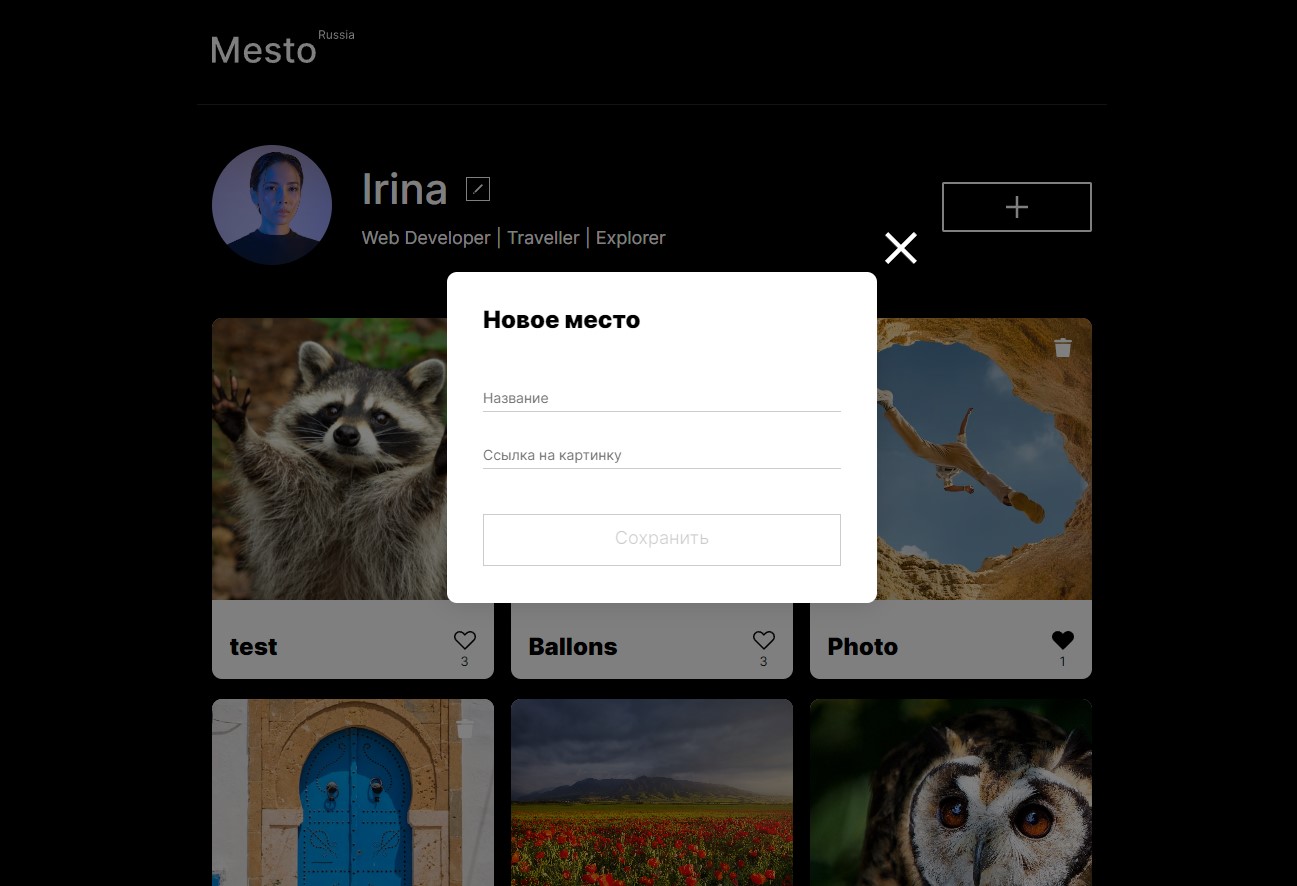 Mesto Russia
Irina
Web Developer | Traveller | Explorer
Новое место
Название
Ссылка на картинку
Сохранить
test
3
Ballons
3
Photo
1